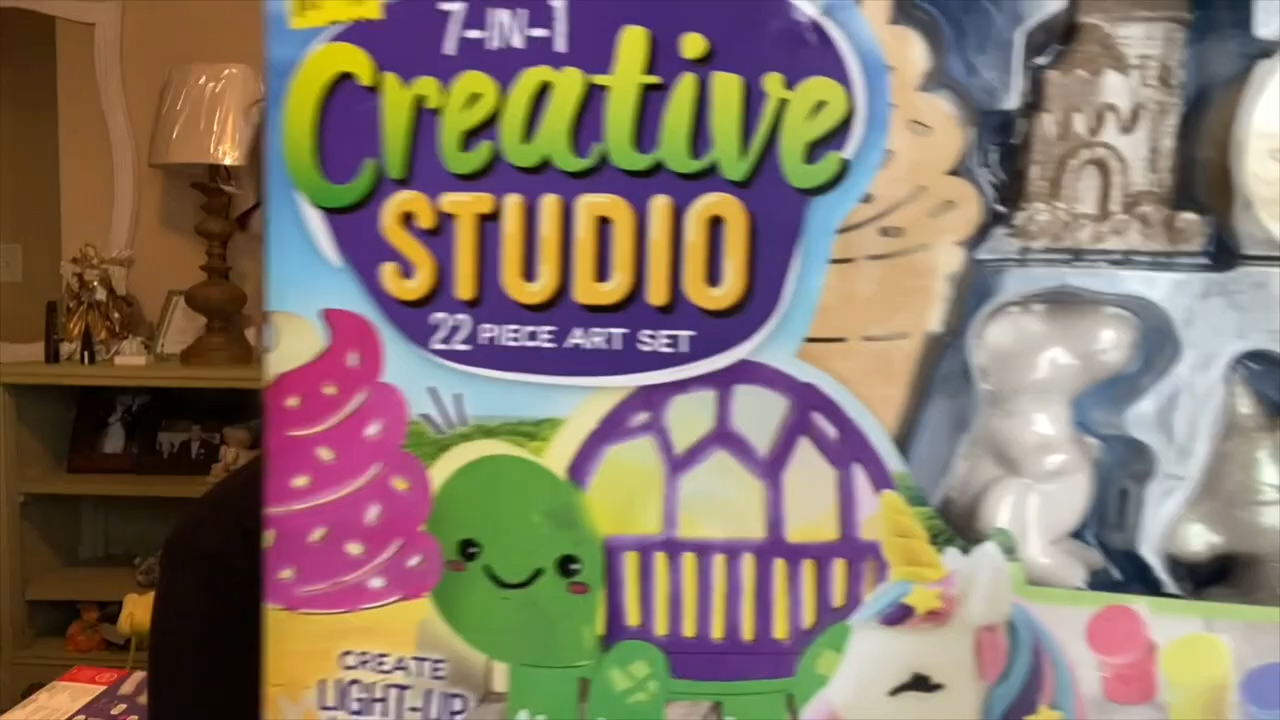 7-IN-1
Creative
STUDIO
22 PIECE ART SET
CREATE
LIGHT-UP